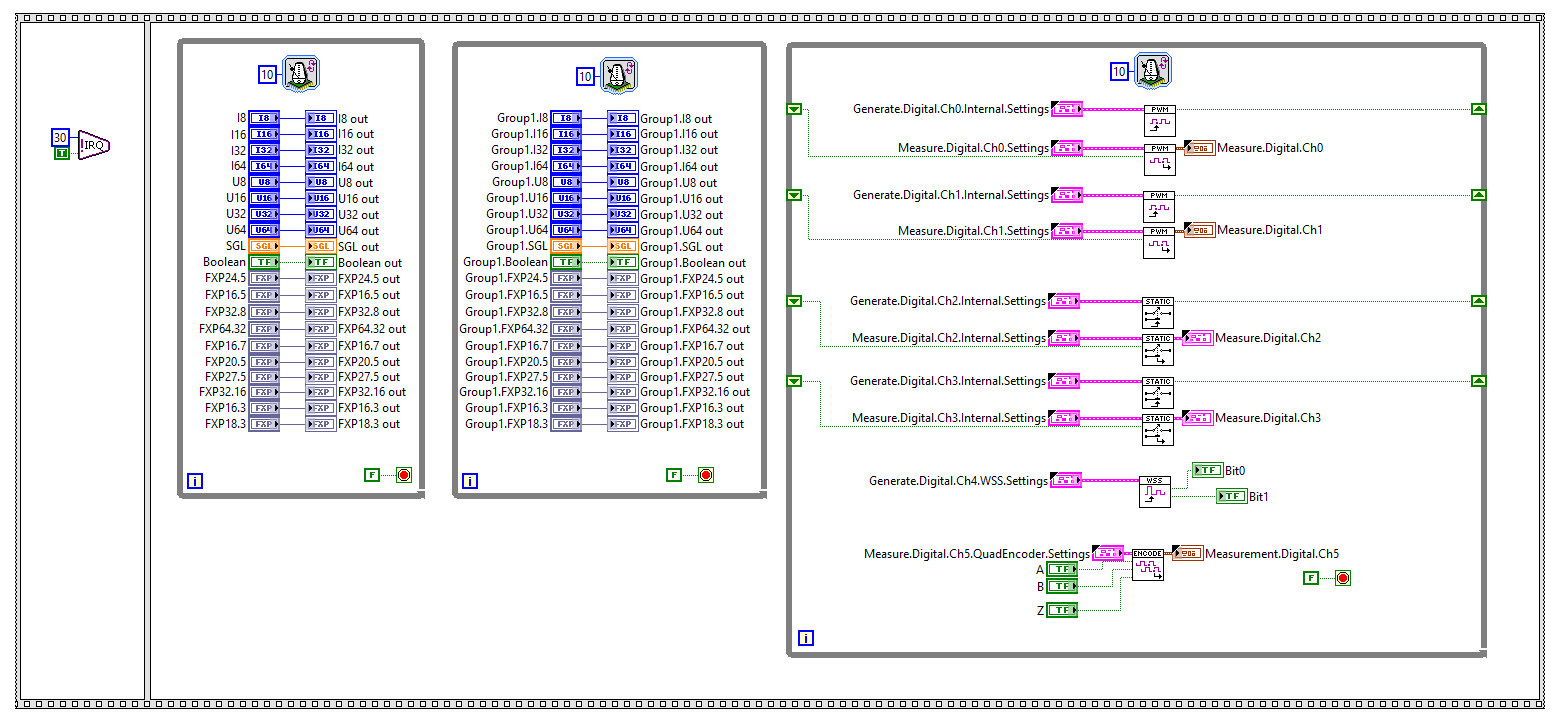 30
T
!IRQ
10
I8 I8 I8 I8 out
I16 I16 I16 I16 out
I32 I32 I32 I32 out
I64 I64 I64 I64 out
U8 U8 U8 U8 out
U16 U16 U16 U16 out
U32 U32 U32 U32 out
U64 U64 U64 U64 out
SGL SGL SGL SGL out
Boolean TF TF Boolean out
FXP24.5 FXP FXP FXP24.5 out
FXP16.5 FXP FXP FXP16.5 out
FXP32.8 FXP FXP FXP32.8 out
FXP64.32 FXP FXP FXP64.32 out
FXP16.7 FXP FXP FXP16.7 out
FXP20.5 FXP FXP FXP20.5 out
FXP27.5 FXP FXP FXP27.5 out
FXP32.16 FXP FXP FXP32.16 out
FXP16.3 FXP FXP FXP16.3 out
FXP18.3 FXP FXP FXP18.3 out
F
i
10
Group1.I8 I8 I8 Group1.I8 out
Group1.I16 I16 I16 Group1.I16 out
Group1.I32 I32 I32 Group1.I32 out
Group1.I64 I64 I64 Group1.I64 out
Group1.U8 U8 U8 Group1.U8 out
Group1.U16 U16 U16 Group1.U16 out
Group1.U32 U32 U32 Group1.U32 out
Group1.U64 U64 U64 Group1.U64 out
Group1.SGL SGL SGL Group1.SGL out
Group1.Boolean TF TF Group1.Boolean out
Group1.FXP24.5 FXP FXP Group1.FXP24.5 out
Group1.FXP16.5 FXP FXP Group1.FXP16.5 out
Group1.FXP32.8 FXP FXP Group1.FXP32.8 out
Group1.FXP64.32 FXP FXP Group1.FXP64.32 out
Group1.FXP16.7 FXP FXP Group1.FXP16.7 out
Group1.FXP20.5 FXP FXP Group1.FXP20.5 out
Group1.FXP27.5 FXP FXP Group1.FXP27.5 out
Group1.FXP32.16 FXP FXP Group1.FXP32.16 out
Group1.FXP16.3 FXP FXP Group1.FXP16.3 out
Group1.FXP18.3 FXP FXP Group1.FXP18.3 out
F
i
10
Generate.Digital.Ch0.Internal.Settings PWM
Measure.Digital.Ch0.Settings PWM Measure.Digital.Ch0
Generate.Digital.Ch1.Internal.Settings PWM
Measure.Digital.Ch1.Settings PWM Measure.Digital.Ch1
Generate.Digital.Ch2.Internal.Settings STATIC
Measure.Digital.Ch2.Internal.Settings STATIC Measure.Digital.Ch2
Generate.Digital.Ch3.Internal.Settings STATIC
Measure.Digital.Ch3.Internal.Settings STATIC Measure.Digital.Ch3
Generate.Digital.Ch4.WSS.Settings WSS TF Bit0
TF Bit1
Measure.Digital.Ch5.QuadEncoder.Settings ENCODE Measurement.Digital.Ch5
A TF
B TF
Z TF
F
i